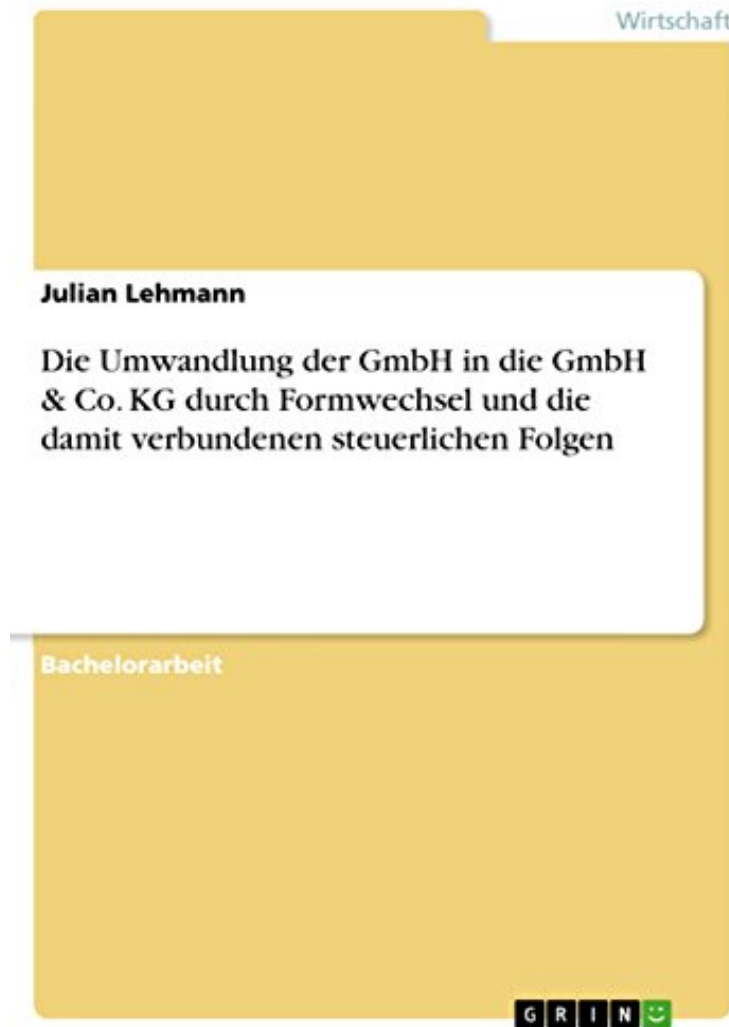 Wirtschaft
Julian Lehmann
Die Umwandlung der GmbH in die GmbH
& Co. KG durch Formwechsel und die
damit verbundenen steuerlichen Folgen
Bachelorarbeit
GRIN